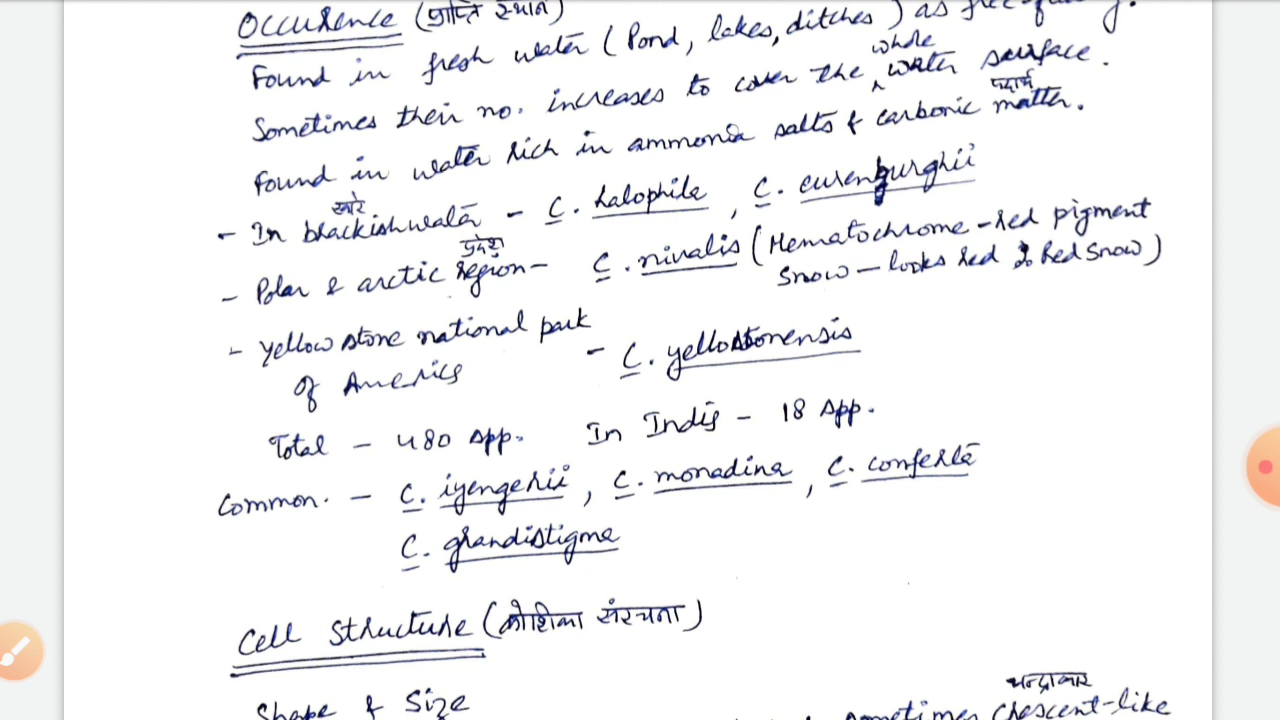 Occurence (प्राप्ति स्थान)
Found in fresh water (Pond, lakes, ditches) as
Sometimes their no. increases to cover the whole water surface.
पदार्थ
Found in water rich in ammonia salts & carbonic matter.
खारे
- In brackish water - C. halophila, C. eurenburghii
प्रदेश
- Polar & arctic region - C. nivalis (Hematochrome - red pigment
Snow - looks red Red Snow)
- yellow stone national park - C. yellostonensis
of America
Total - 480 spp. In India - 18 spp.
Common. - C. iyengerii, C. monadina, C. conferta
C. grandistigma
Cell Structure (कोशिका संरचना)
चन्द्राकार
Shape & Size sometimes crescent-like